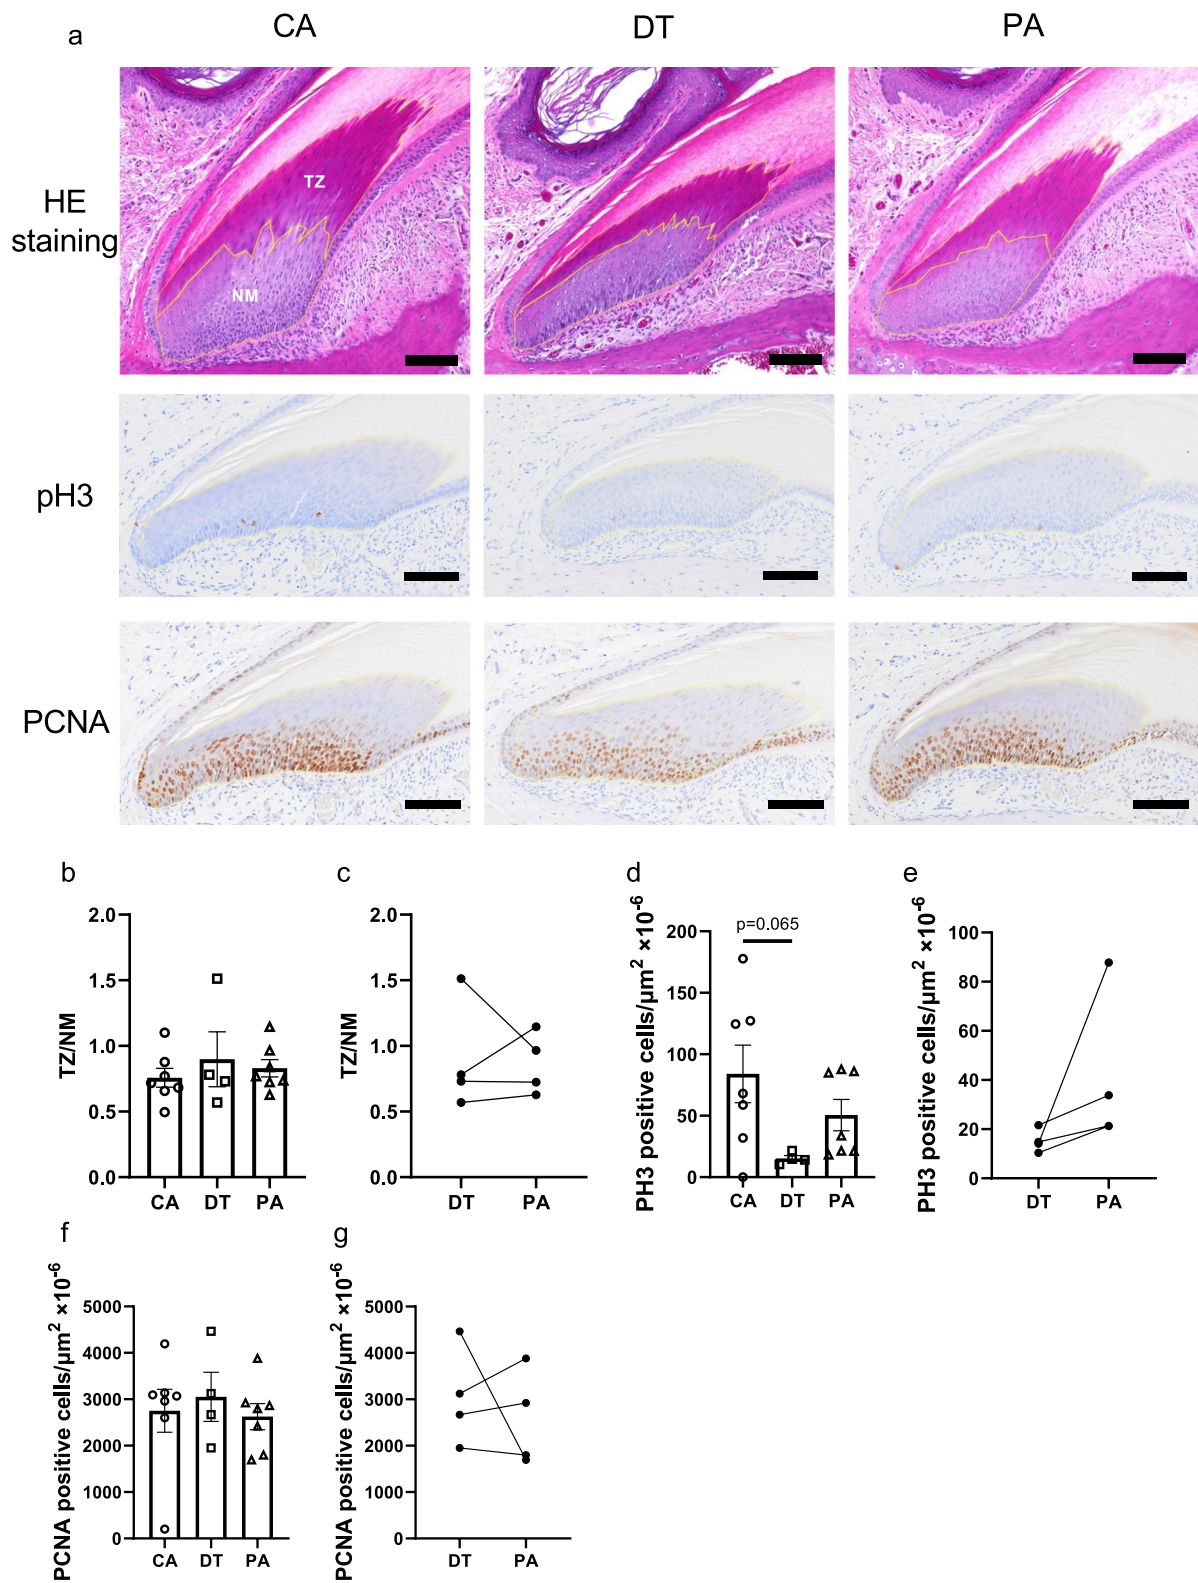 a
CA
DT
PA
HE
staining
TZ
NM
pH3
PCNA
b
TZ/NM
2.0
1.5
1.0
0.5
0.0
CA
DT
PA
c
TZ/NM
2.0
1.5
1.0
0.5
0.0
DT
PA
d
PH3 positive cells/μm² ×10⁻⁶
p=0.065
200
150
100
50
0
CA
DT
PA
e
PH3 positive cells/μm² ×10⁻⁶
100
80
60
40
20
0
DT
PA
f
PCNA positive cells/μm² ×10⁻⁶
5000
4000
3000
2000
1000
0
CA
DT
PA
g
PCNA positive cells/μm² ×10⁻⁶
5000
4000
3000
2000
1000
0
DT
PA